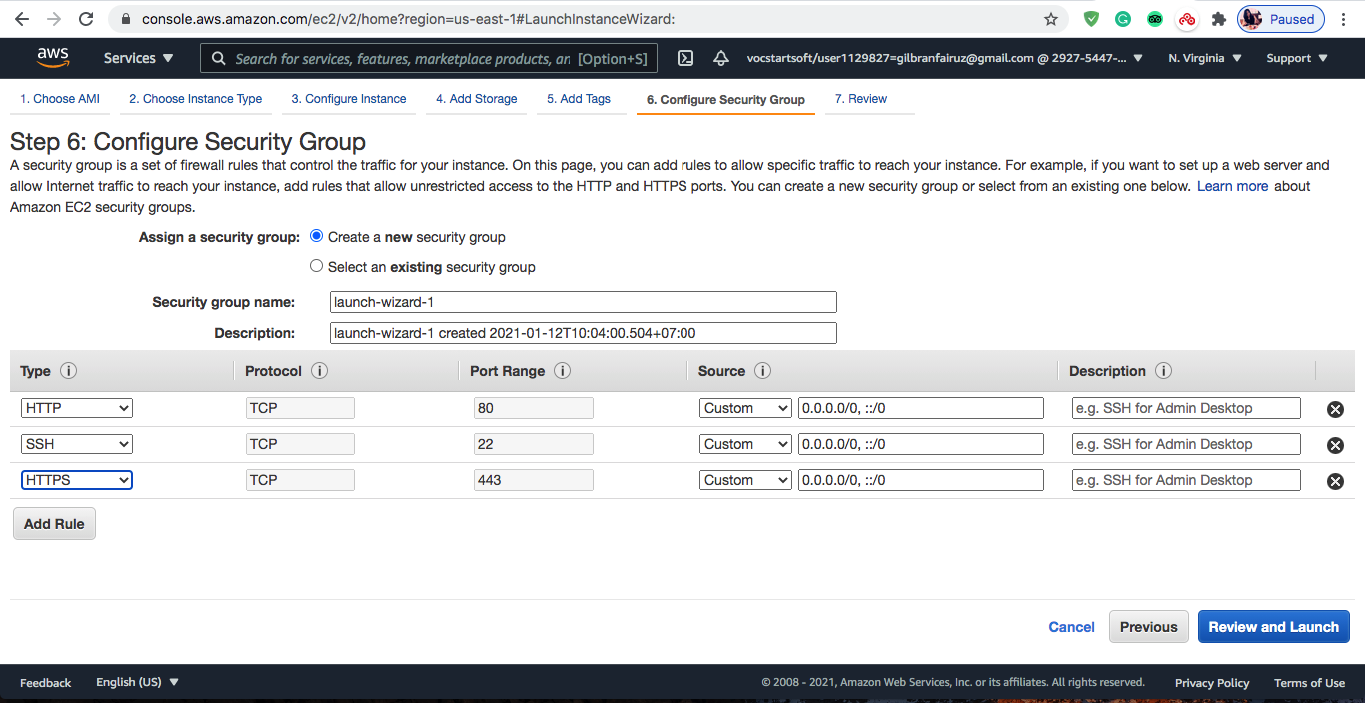 console.aws.amazon.com/ec2/v2/home?region=us-east-1#LaunchInstanceWizard:
Paused
aws
Services
Search for services, features, marketplace products, an [Option+S]
vocstartsoft/user1129827=gilbranfairuz@gmail.com @ 2927-5447-...
N. Virginia
Support
1. Choose AMI
2. Choose Instance Type
3. Configure Instance
4. Add Storage
5. Add Tags
6. Configure Security Group
7. Review
Step 6: Configure Security Group
A security group is a set of firewall rules that control the traffic for your instance. On this page, you can add rules to allow specific traffic to reach your instance. For example, if you want to set up a web server and
allow Internet traffic to reach your instance, add rules that allow unrestricted access to the HTTP and HTTPS ports. You can create a new security group or select from an existing one below. Learn more about
Amazon EC2 security groups.
Assign a security group: Create a new security group
Select an existing security group
Security group name: launch-wizard-1
Description: launch-wizard-1 created 2021-01-12T10:04:00.504+07:00
Type i Protocol i Port Range i Source i Description i
HTTP TCP 80 Custom 0.0.0.0/0, ::/0 e.g. SSH for Admin Desktop
SSH TCP 22 Custom 0.0.0.0/0, ::/0 e.g. SSH for Admin Desktop
HTTPS TCP 443 Custom 0.0.0.0/0, ::/0 e.g. SSH for Admin Desktop
Add Rule
Cancel Previous Review and Launch
Feedback English (US) © 2008 - 2021, Amazon Web Services, Inc. or its affiliates. All rights reserved. Privacy Policy Terms of Use